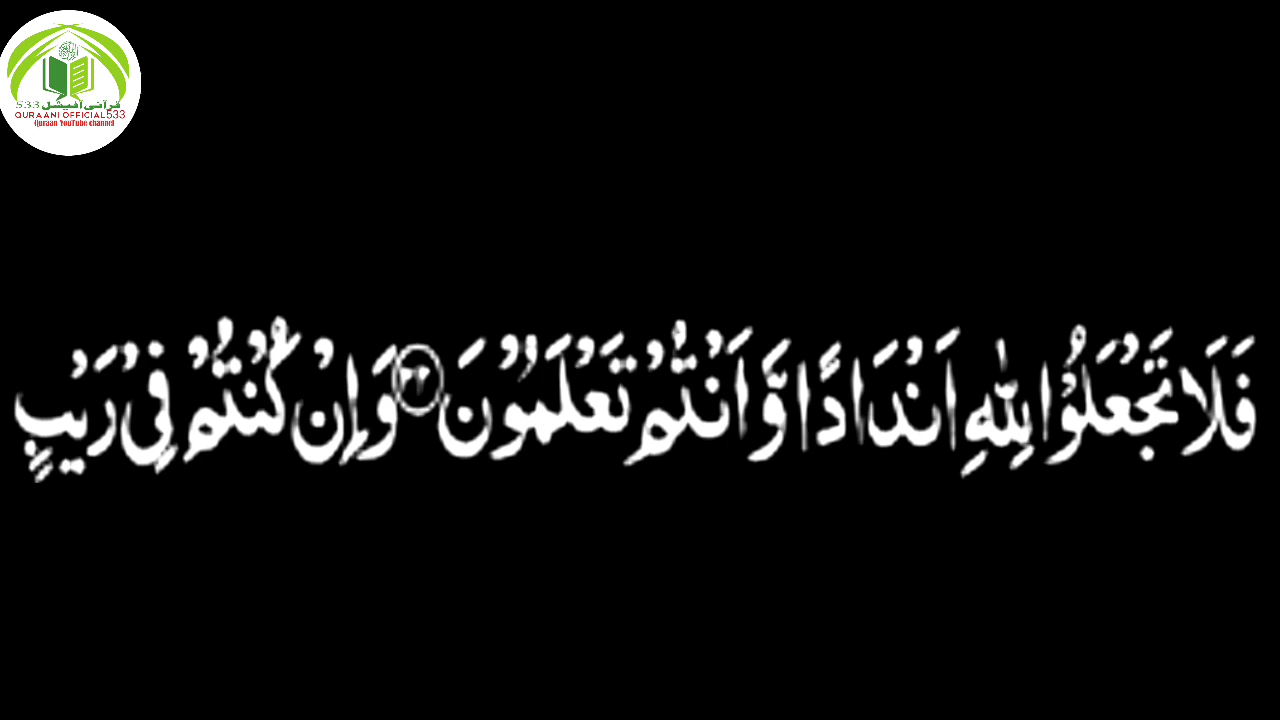 قرآنی آفیشل 533
QURAANI OFFICIAL533
Quraan YouTube channel
فَلَا تَجْعَلُوْا لِلّٰهِ اَنْدَادًا وَّ اَنْتُمْ تَعْلَمُوْنَ ۲۲ وَ اِنْ كُنْتُمْ فِیْ رَیْبٍ